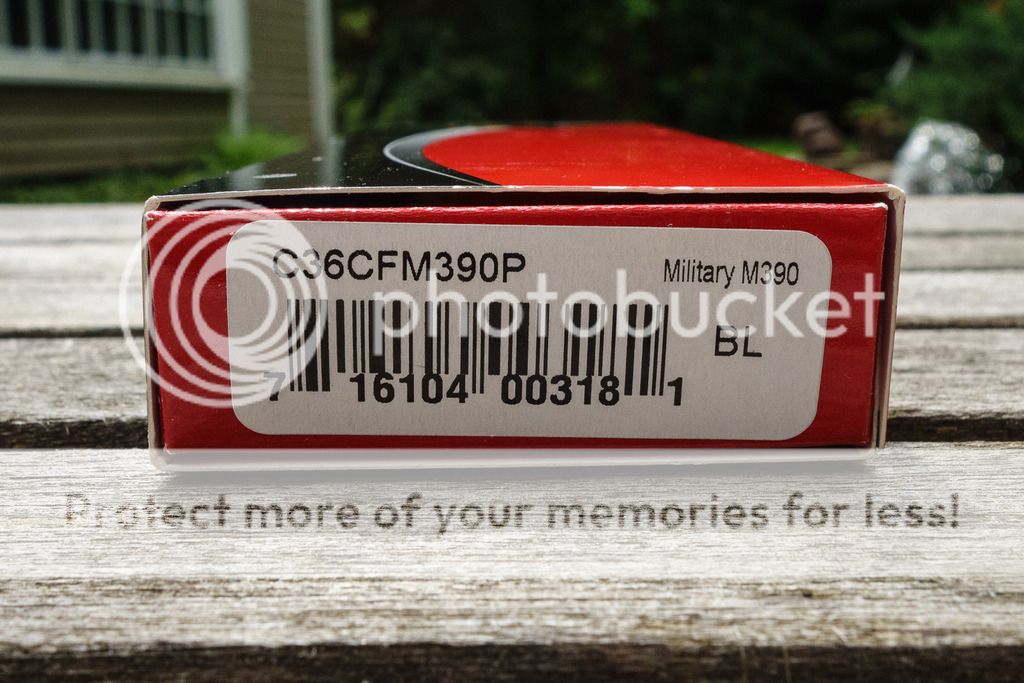 C36CFM390P
Military M390
BL
7 16104 00318 1
photobucket
Protect more of your memories for less!